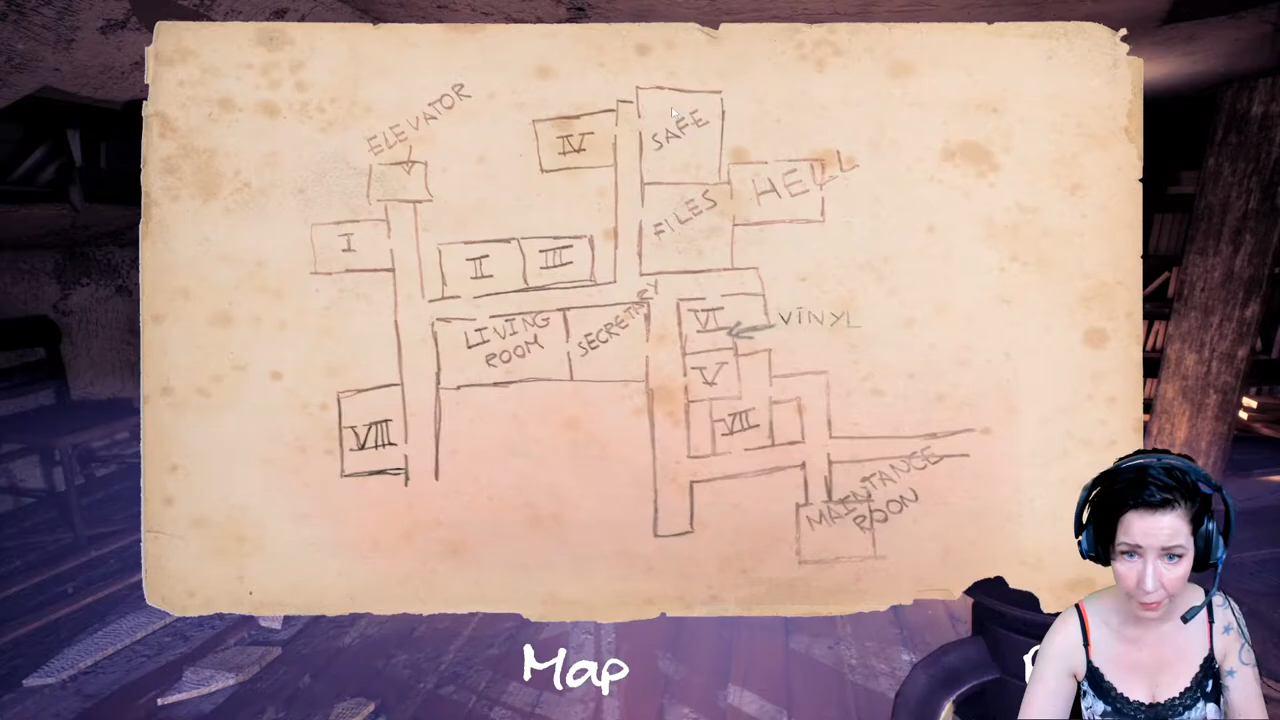 ELEVATOR
IV
SAFE
HELL
I
FILES
II
III
LIVING
ROOM
SECRETARY
VI
VINYL
V
VII
VIII
MAINTANCE
ROOM
Map